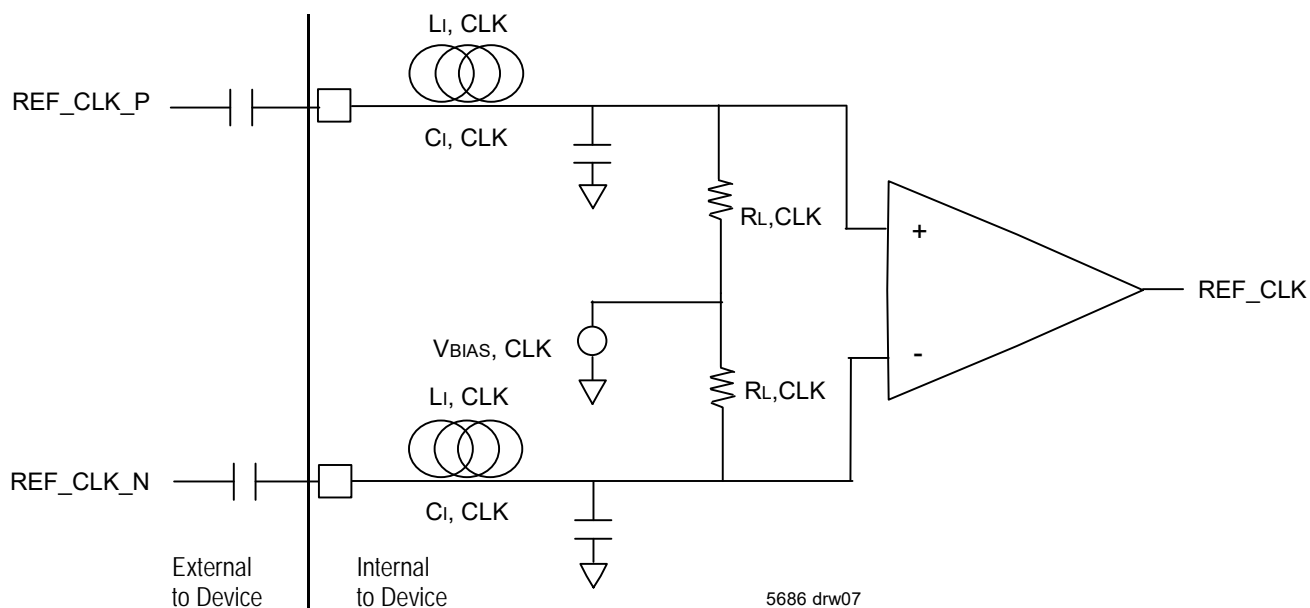 LI, CLK
REF_CLK_P
CI, CLK
RL,CLK
+
REF_CLK
VBIAS, CLK
-
RL,CLK
LI, CLK
REF_CLK_N
CI, CLK
External
to Device
Internal
to Device
5686 drw07